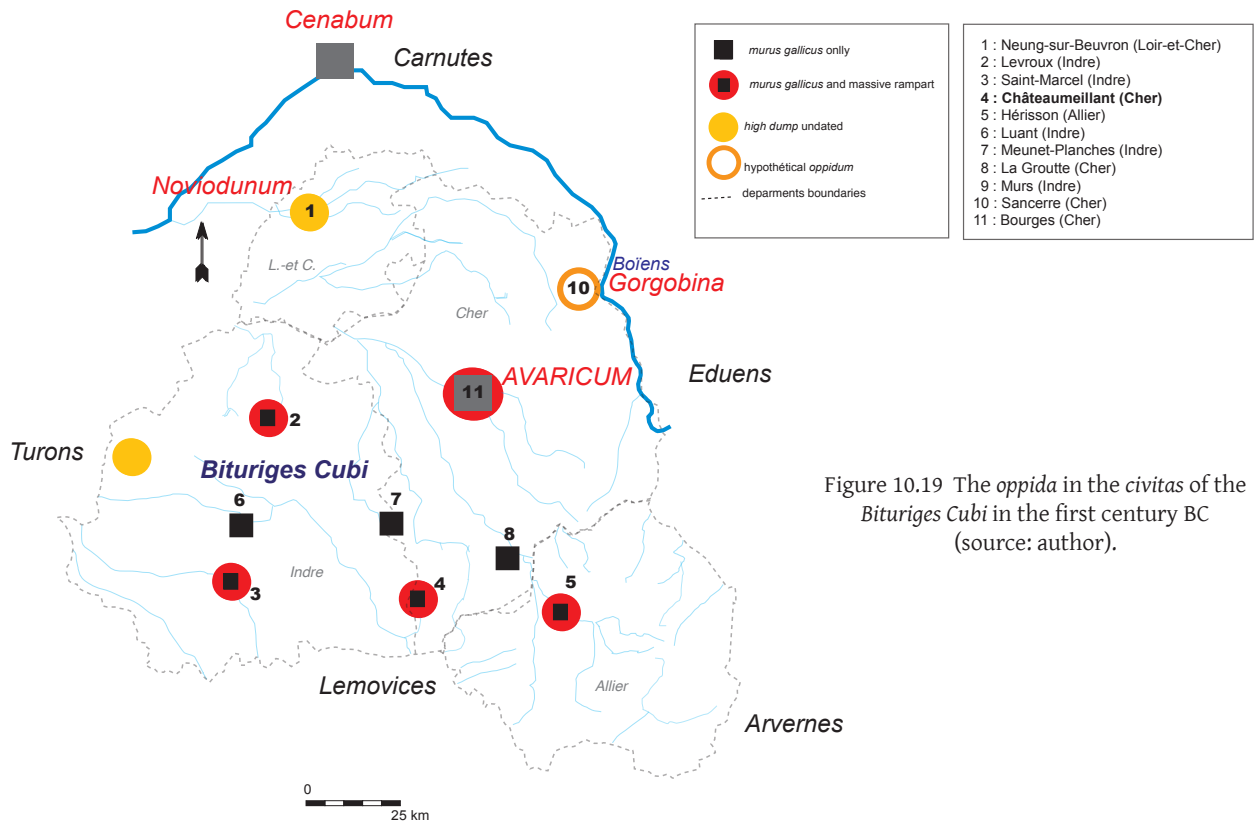 Cenabum
Carnutes
Noviodunum
1
L.-et C.
Boïens
10
Gorgobina
Cher
11
AVARICUM
Eduens
2
Turons
Bituriges Cubi
6
7
8
Indre
3
4
5
Lemovices
Allier
Arvernes
0
25 km
murus gallicus onlly
murus gallicus and massive rampart
high dump undated
hypothétical oppidum
deparments boundaries
1 : Neung-sur-Beuvron (Loir-et-Cher)
2 : Levroux (Indre)
3 : Saint-Marcel (Indre)
4 : Châteaumeillant (Cher)
5 : Hérisson (Allier)
6 : Luant (Indre)
7 : Meunet-Planches (Indre)
8 : La Groutte (Cher)
9 : Murs (Indre)
10 : Sancerre (Cher)
11 : Bourges (Cher)
Figure 10.19 The oppida in the civitas of the
Bituriges Cubi in the first century BC
(source: author).